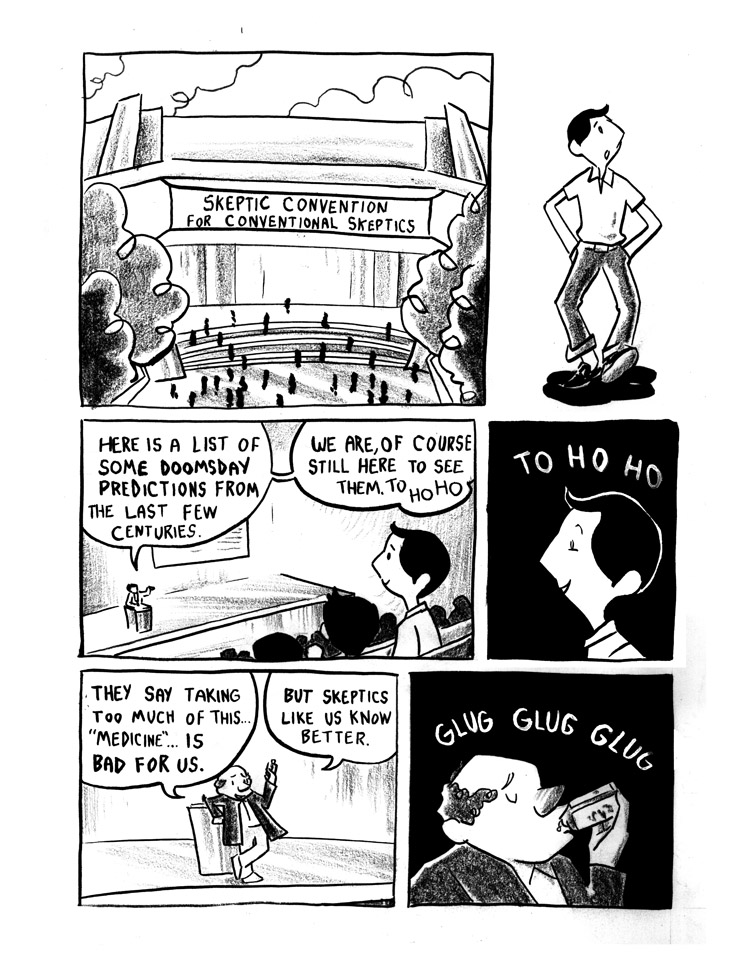 SKEPTIC CONVENTION
FOR CONVENTIONAL SKEPTICS
HERE IS A LIST OF
SOME DOOMSDAY
PREDICTIONS FROM
THE LAST FEW
CENTURIES.
WE ARE, OF COURSE
STILL HERE TO SEE
THEM. TO HO HO
TO HO HO
THEY SAY TAKING
TOO MUCH OF THIS...
"MEDICINE"... IS
BAD FOR US.
BUT SKEPTICS
LIKE US KNOW
BETTER.
GLUG GLUG GLUG